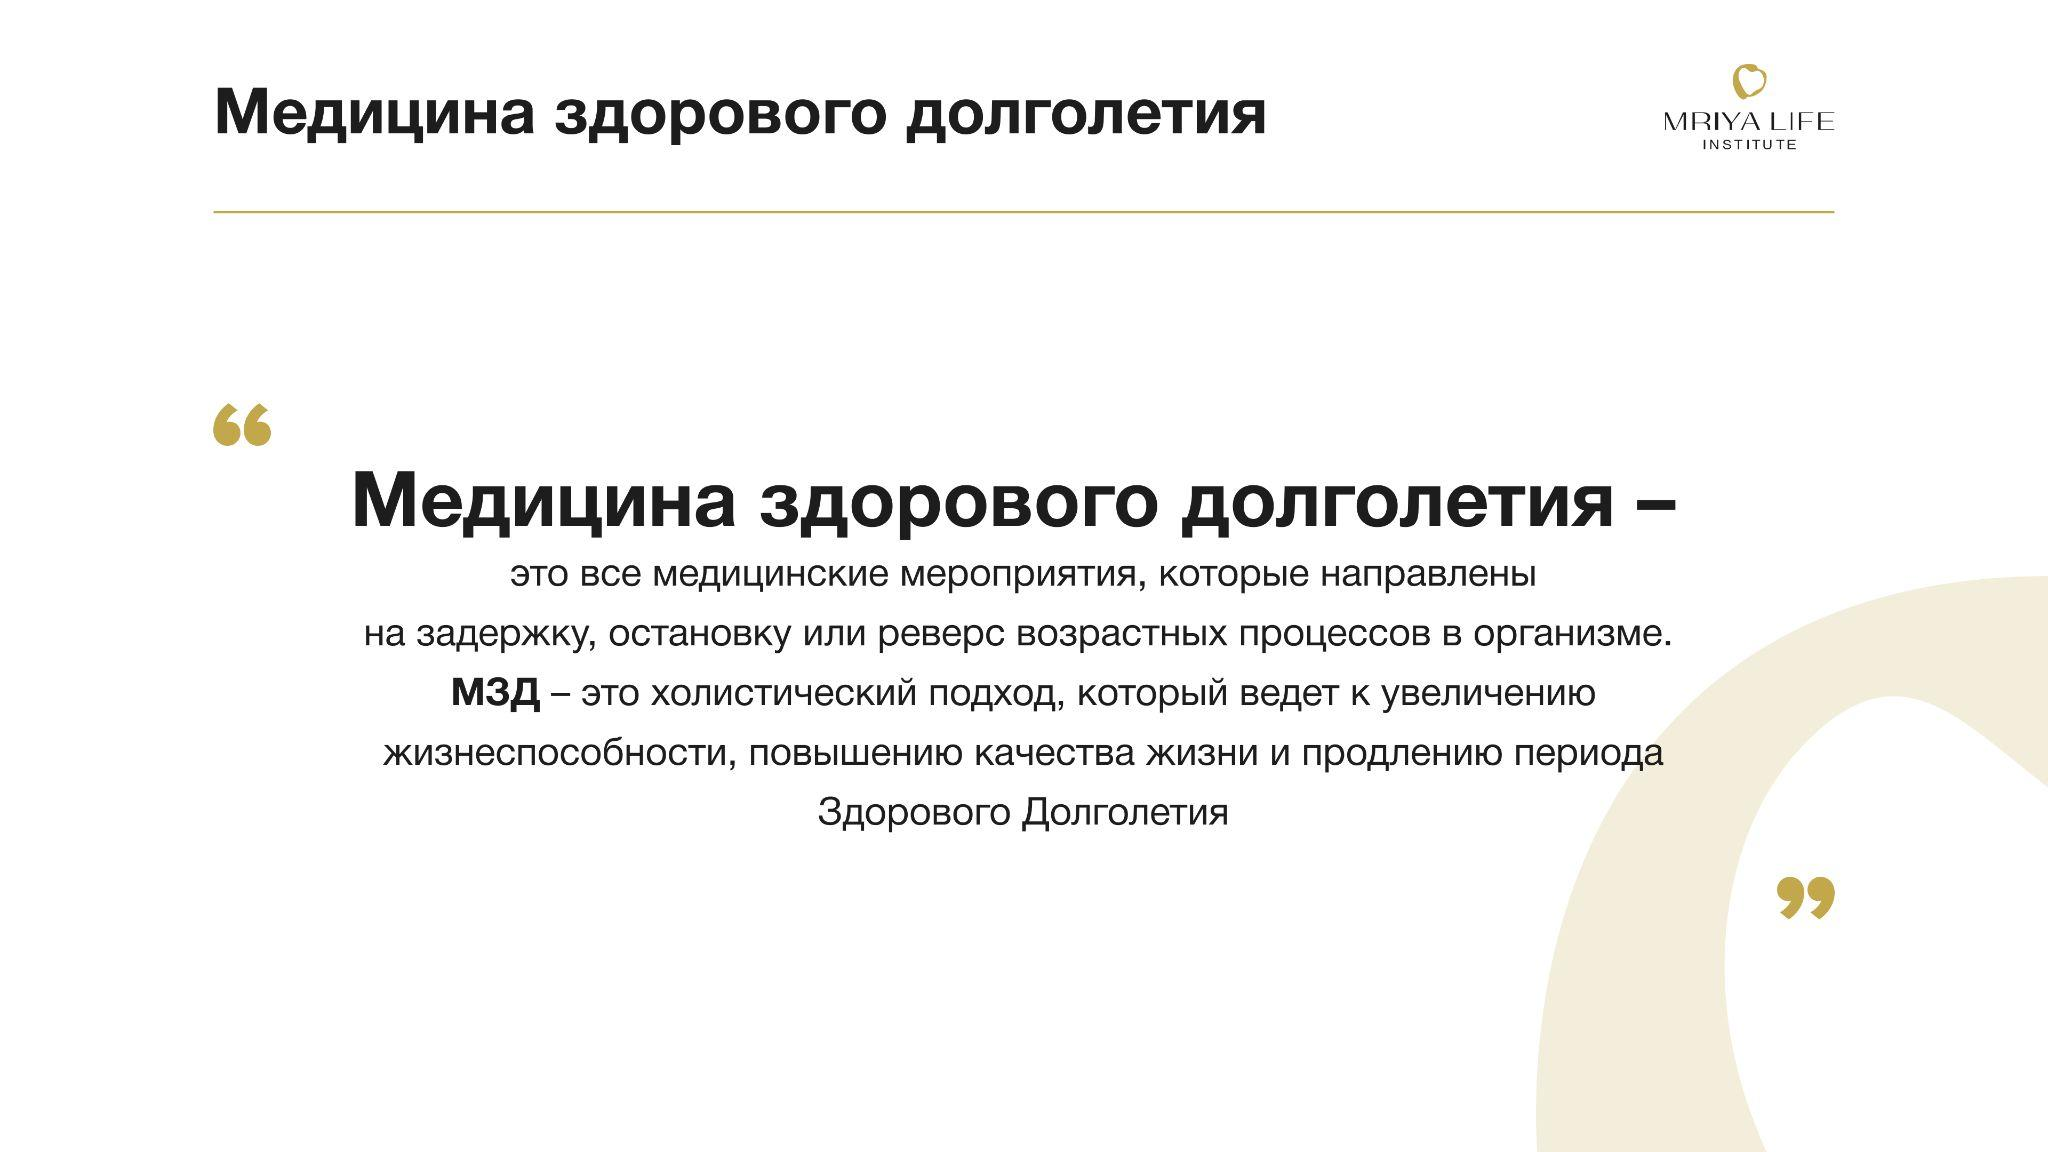 Медицина здорового долголетия
MRIYA LIFE
INSTITUTE
“
Медицина здорового долголетия –
это все медицинские мероприятия, которые направлены
на задержку, остановку или реверс возрастных процессов в организме.
МЗД – это холистический подход, который ведет к увеличению
жизнеспособности, повышению качества жизни и продлению периода
Здорового Долголетия
”